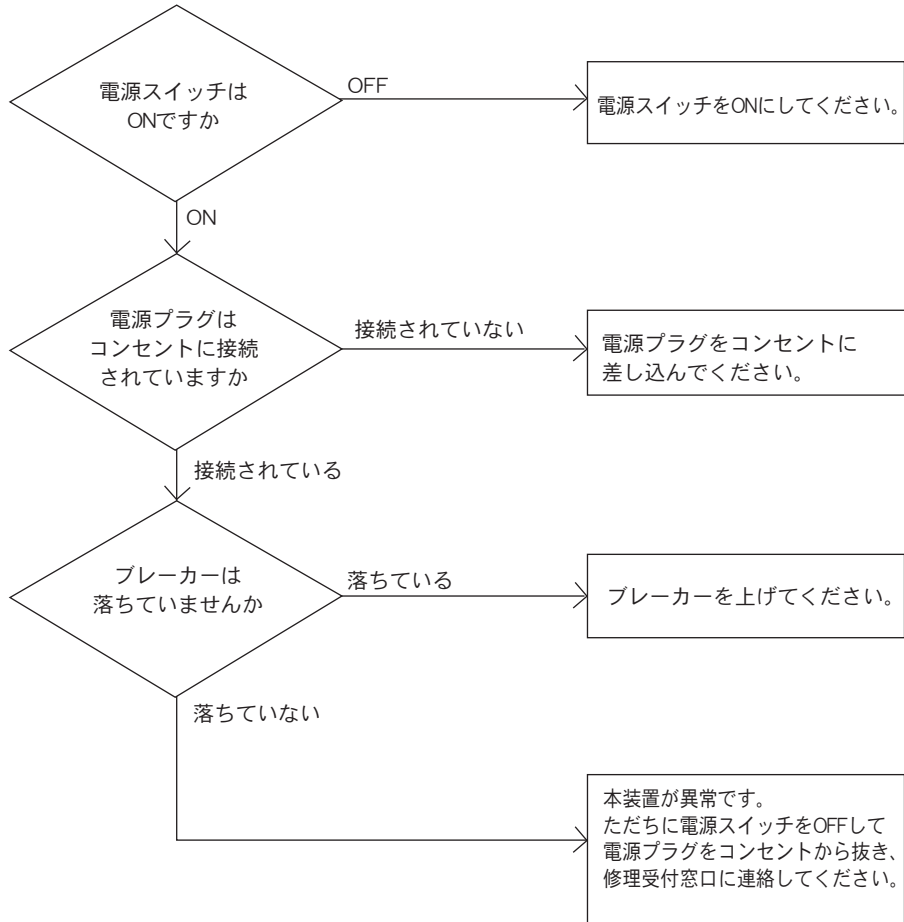 電源スイッチは
ONですか
OFF
電源スイッチをONにしてください。
ON
電源プラグは
コンセントに接続
されていますか
接続されていない
電源プラグをコンセントに
差し込んでください。
接続されている
ブレーカーは
落ちていませんか
落ちている
ブレーカーを上げてください。
落ちていない
本装置が異常です。
ただちに電源スイッチをOFFして
電源プラグをコンセントから抜き、
修理受付窓口に連絡してください。